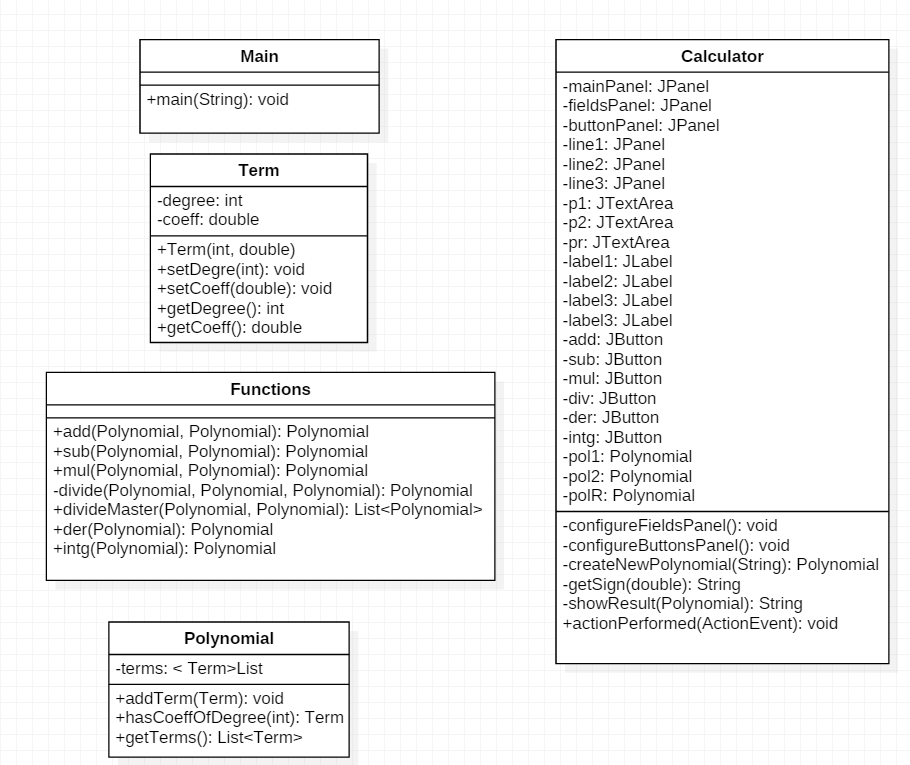 Main
+main(String): void
Term
-degree: int
-coeff: double
+Term(int, double)
+setDegre(int): void
+setCoeff(double): void
+getDegree(): int
+getCoeff(): double
Functions
+add(Polynomial, Polynomial): Polynomial
+sub(Polynomial, Polynomial): Polynomial
+mul(Polynomial, Polynomial): Polynomial
-divide(Polynomial, Polynomial, Polynomial): Polynomial
+divideMaster(Polynomial, Polynomial): List<Polynomial>
+der(Polynomial): Polynomial
+intg(Polynomial): Polynomial
Polynomial
-terms: < Term>List
+addTerm(Term): void
+hasCoeffOfDegree(int): Term
+getTerms(): List<Term>
Calculator
-mainPanel: JPanel
-fieldsPanel: JPanel
-buttonPanel: JPanel
-line1: JPanel
-line2: JPanel
-line3: JPanel
-p1: JTextArea
-p2: JTextArea
-pr: JTextArea
-label1: JLabel
-label2: JLabel
-label3: JLabel
-label3: JLabel
-add: JButton
-sub: JButton
-mul: JButton
-div: JButton
-der: JButton
-intg: JButton
-pol1: Polynomial
-pol2: Polynomial
-polR: Polynomial
-configureFieldsPanel(): void
-configureButtonsPanel(): void
-createNewPolynomial(String): Polynomial
-getSign(double): String
-showResult(Polynomial): String
+actionPerformed(ActionEvent): void